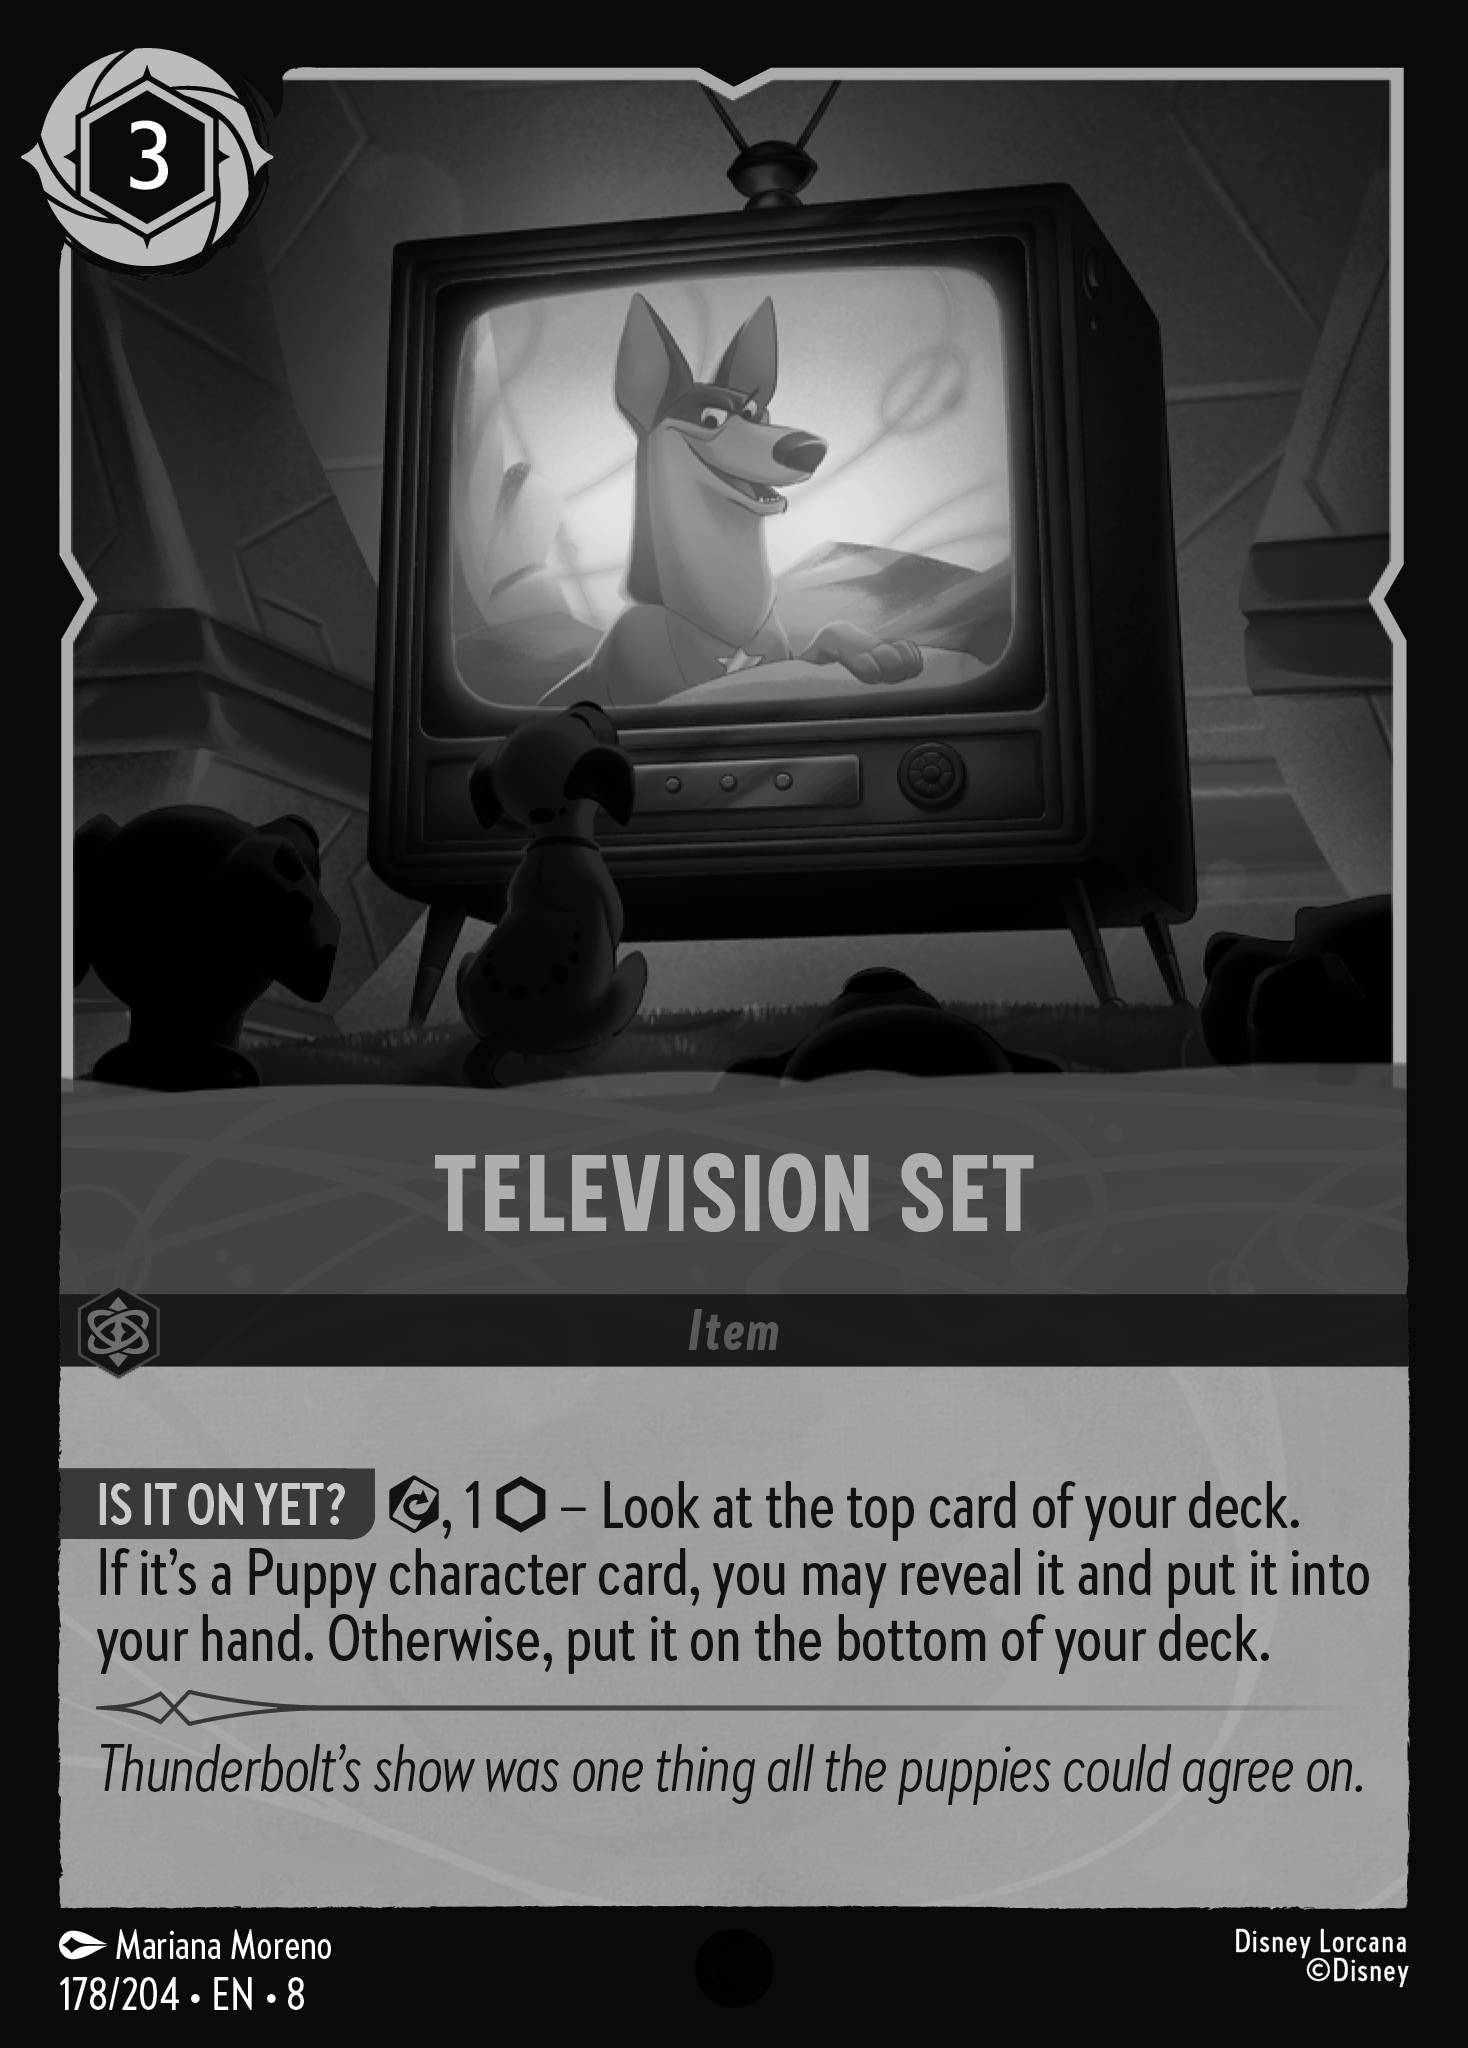 3
TELEVISION SET
Item
IS IT ON YET? , 1 – Look at the top card of your deck.
If it’s a Puppy character card, you may reveal it and put it into
your hand. Otherwise, put it on the bottom of your deck.
Thunderbolt’s show was one thing all the puppies could agree on.
Mariana Moreno
178/204 • EN • 8
Disney Lorcana
©Disney